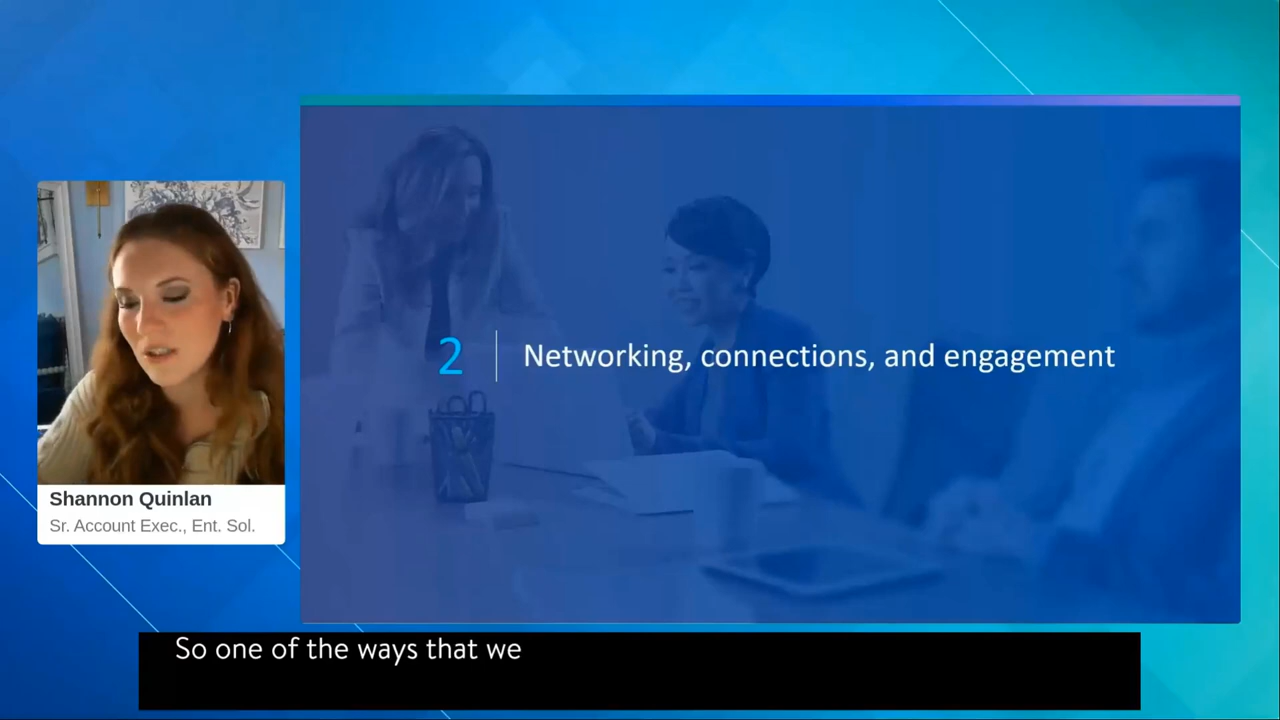 2 Networking, connections, and engagement
Shannon Quinlan
Sr. Account Exec., Ent. Sol.
So one of the ways that we